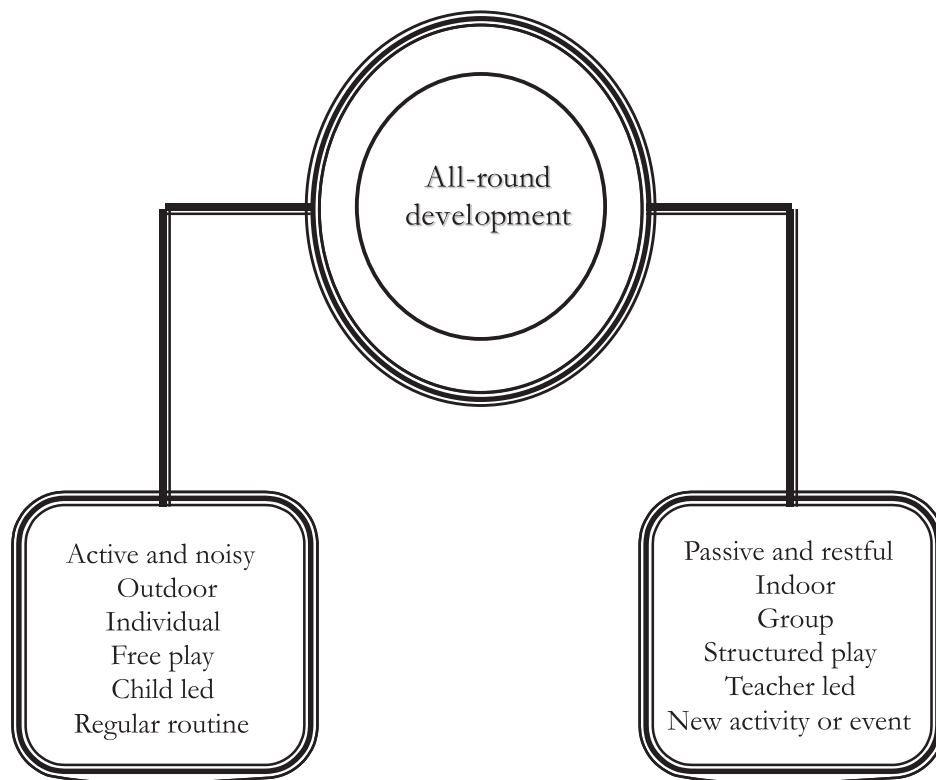 All-round
development
Active and noisy
Outdoor
Individual
Free play
Child led
Regular routine
Passive and restful
Indoor
Group
Structured play
Teacher led
New activity or event